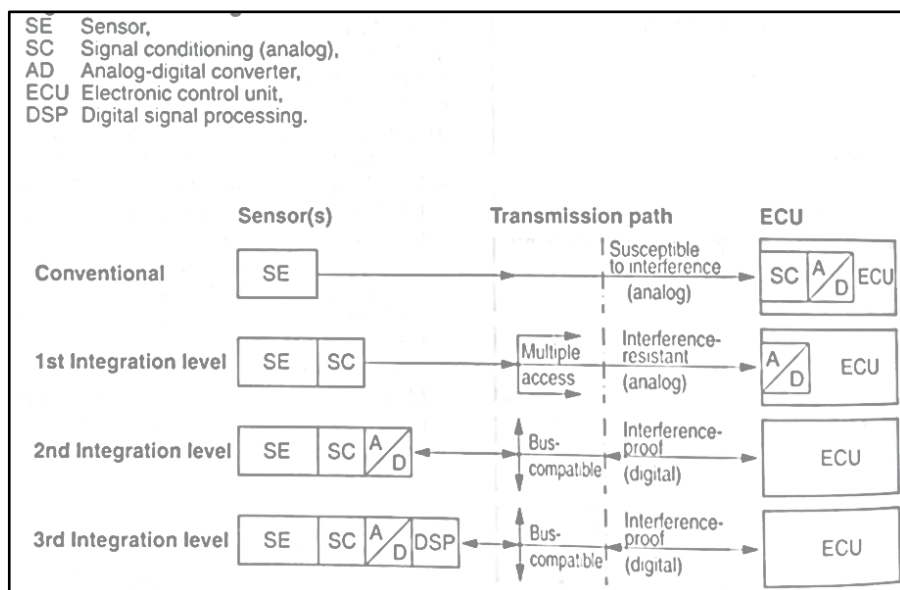 SE Sensor,
SC Signal conditioning (analog),
AD Analog-digital converter,
ECU Electronic control unit,
DSP Digital signal processing.
Sensor(s) Transmission path ECU
Conventional
SE
Susceptible
to interference
(analog)
SC A/D ECU
1st Integration level
SE SC
Multiple
access
Interference-
resistant
(analog)
A/D ECU
2nd Integration level
SE SC A/D
Bus-
compatible
Interference-
proof
(digital)
ECU
3rd Integration level
SE SC A/D DSP
Bus-
compatible
Interference-
proof
(digital)
ECU